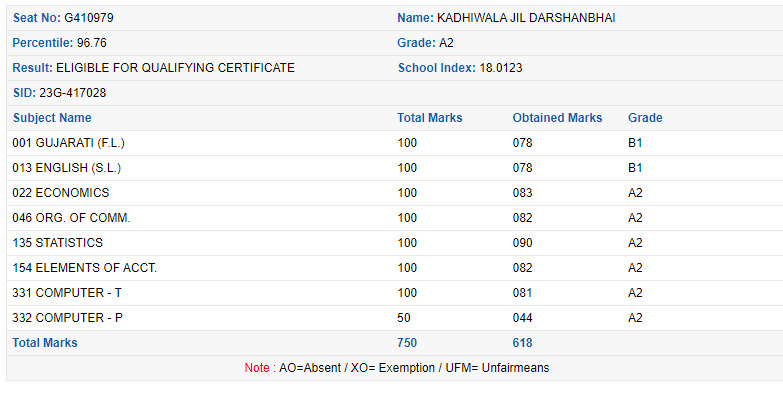 Seat No: G410979 Name: KADHIWALA JIL DARSHANBHAI
Percentile: 96.76 Grade: A2
Result: ELIGIBLE FOR QUALIFYING CERTIFICATE School Index: 18.0123
SID: 23G-417028
Subject Name Total Marks Obtained Marks Grade
001 GUJARATI (F.L.) 100 078 B1
013 ENGLISH (S.L.) 100 078 B1
022 ECONOMICS 100 083 A2
046 ORG. OF COMM. 100 082 A2
135 STATISTICS 100 090 A2
154 ELEMENTS OF ACCT. 100 082 A2
331 COMPUTER - T 100 081 A2
332 COMPUTER - P 50 044 A2
Total Marks 750 618
Note : AO=Absent / XO= Exemption / UFM= Unfairmeans